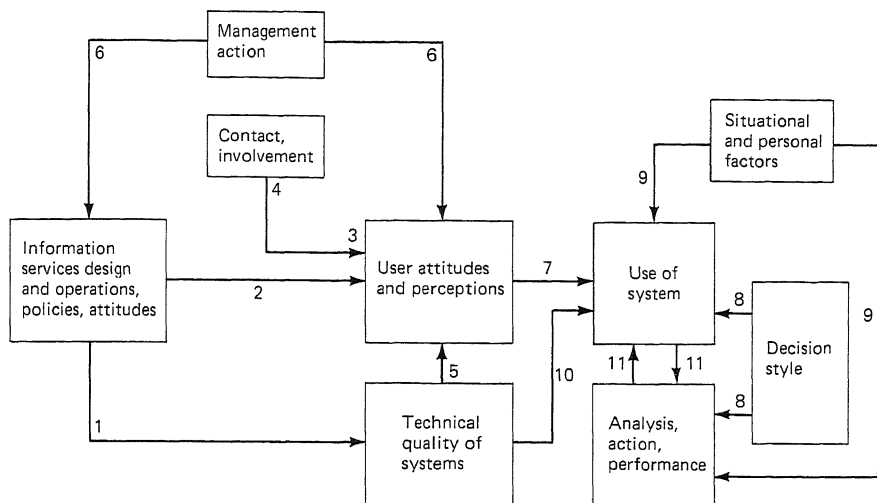 Management
action
6
6
Contact,
involvement
4
Situational
and personal
factors
9
Information
services design
and operations,
policies, attitudes
3
User attitudes
and perceptions
2
7
Use of
system
8
9
Decision
style
5
10
11
11
8
1
Technical
quality of
systems
Analysis,
action,
performance